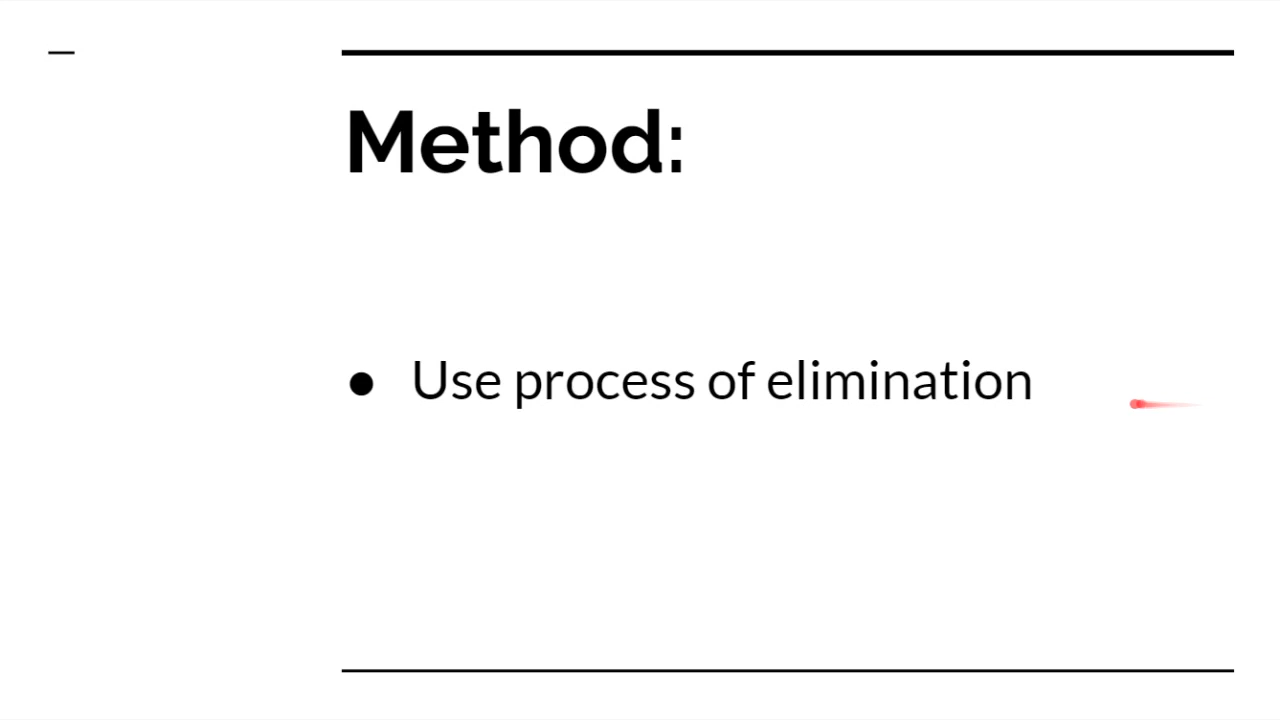 Method:
● Use process of elimination